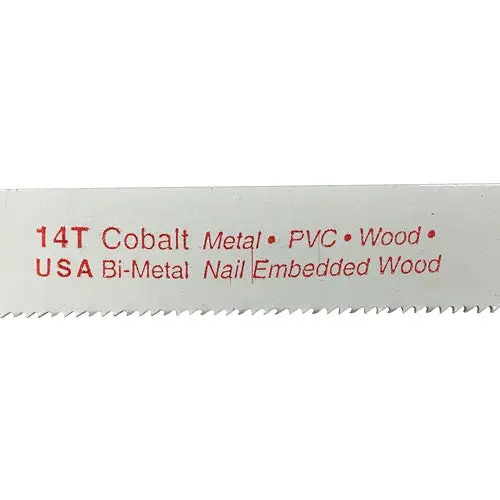 14T Cobalt Metal • PVC • Wood •
USA Bi-Metal Nail Embedded Wood